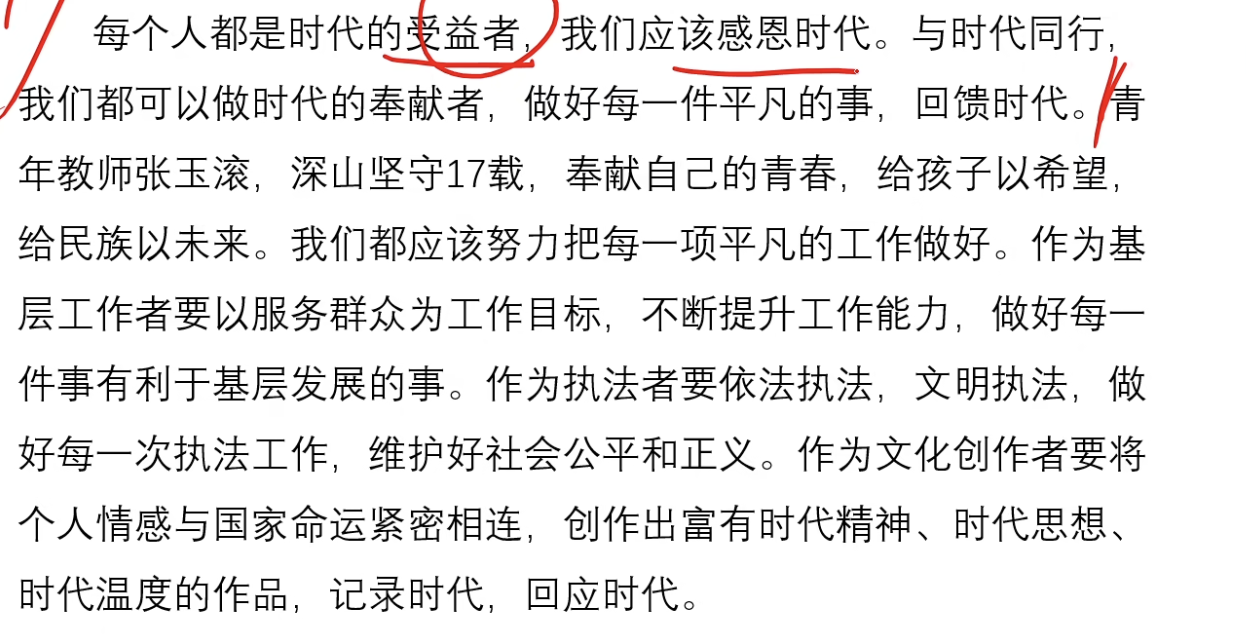 每个人都是时代的受益者，我们应该感恩时代。与时代同行，
我们都可以做时代的奉献者，做好每一件平凡的事，回馈时代。青
年教师张玉滚，深山坚守17载，奉献自己的青春，给孩子以希望，
给民族以未来。我们都应该努力把每一项平凡的工作做好。作为基
层工作者要以服务群众为工作目标，不断提升工作能力，做好每一
件事有利于基层发展的事。作为执法者要依法执法，文明执法，做
好每一次执法工作，维护好社会公平和正义。作为文化创作者要将
个人情感与国家命运紧密相连，创作出富有时代精神、时代思想、
时代温度的作品，记录时代，回应时代。